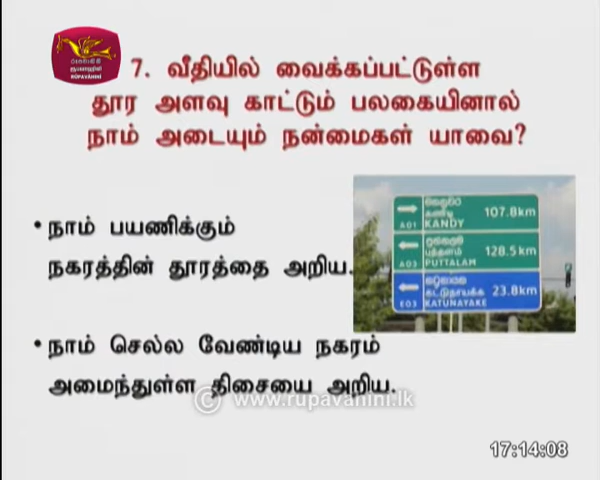 RUPAVAHINI
7. வீதியில் வைக்கப்பட்டுள்ள
தூர அளவு காட்டும் பலகையினால்
நாம் அடையும் நன்மைகள் யாவை?
• நாம் பயணிக்கும்
நகரத்தின் தூரத்தை அறிய.
KANDY 107.8km
A01
PUTTALAM 128.5km
A03
கட்டுநாயக்க 23.8km
E03 KATUNAYAKE
• நாம் செல்ல வேண்டிய நகரம்
அமைந்துள்ள திசையை அறிய.
© www.rupavahini.lk
17:14:08